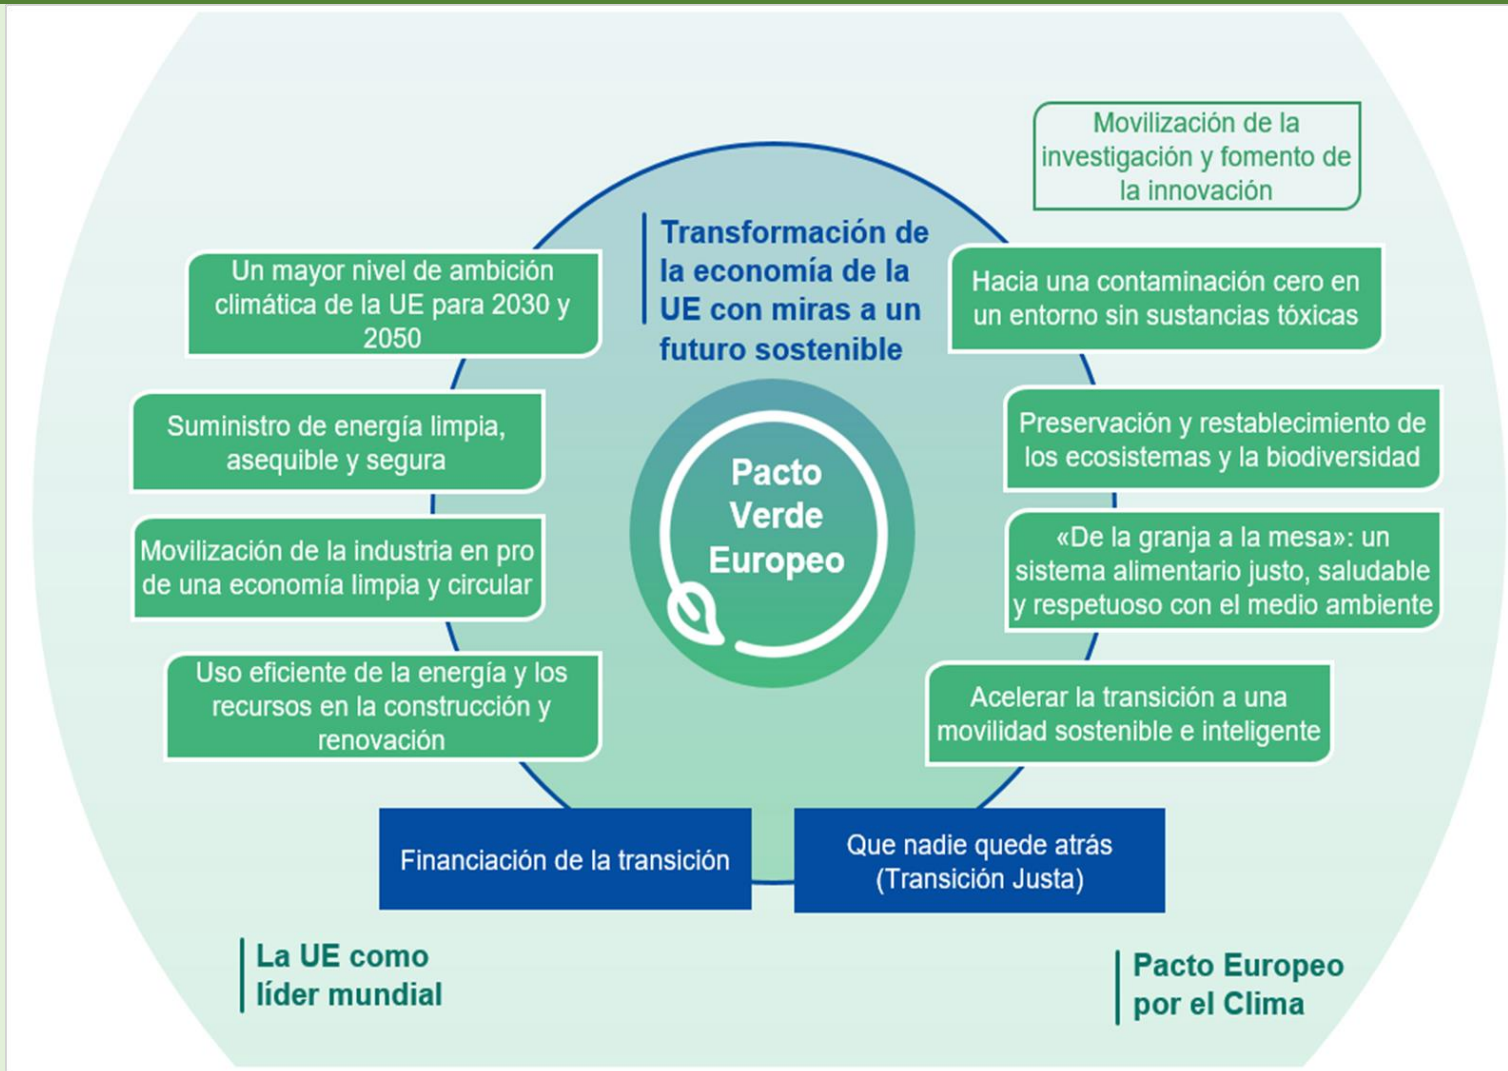 Movilización de la
investigación y fomento de
la innovación
Transformación de
la economía de la
UE con miras a un
futuro sostenible
Un mayor nivel de ambición
climática de la UE para 2030 y
2050
Hacia una contaminación cero en
un entorno sin sustancias tóxicas
Suministro de energía limpia,
asequible y segura
Preservación y restablecimiento de
los ecosistemas y la biodiversidad
Pacto
Verde
Europeo
Movilización de la industria en pro
de una economía limpia y circular
«De la granja a la mesa»: un
sistema alimentario justo, saludable
y respetuoso con el medio ambiente
Uso eficiente de la energía y los
recursos en la construcción y
renovación
Acelerar la transición a una
movilidad sostenible e inteligente
Financiación de la transición
Que nadie quede atrás
(Transición Justa)
La UE como
líder mundial
Pacto Europeo
por el Clima